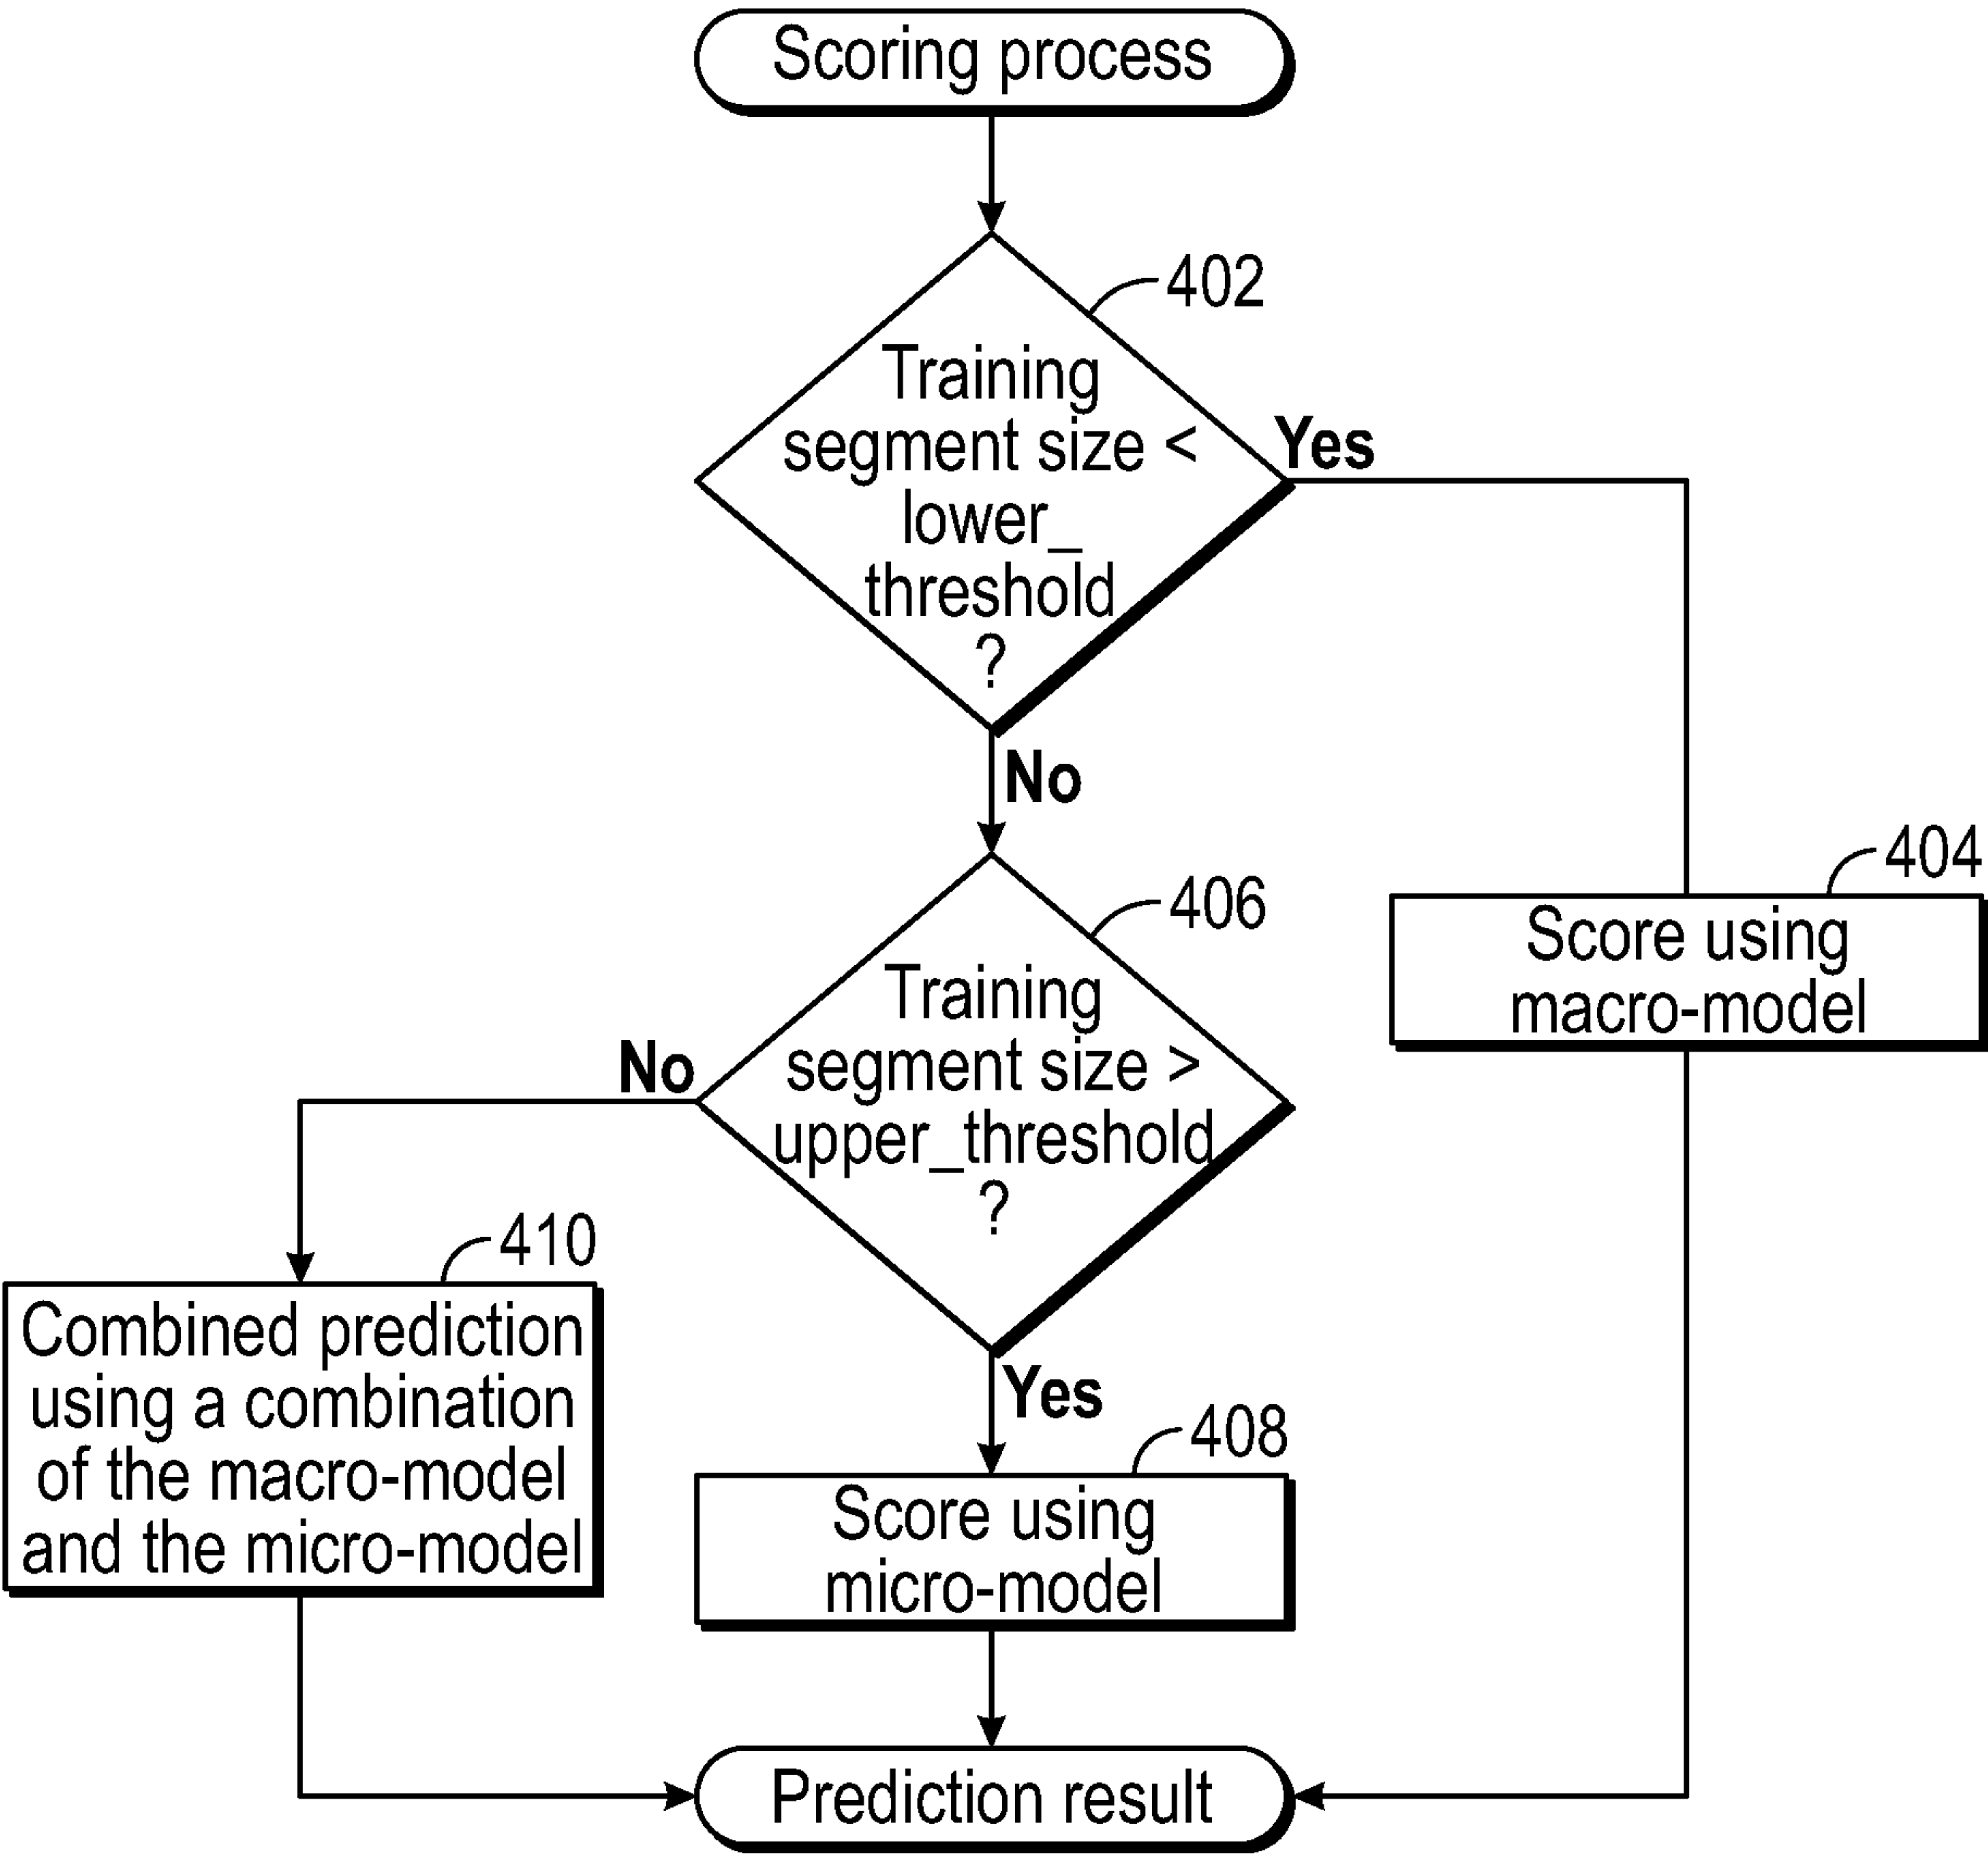 Scoring process
402
Training
segment size <
lower_
threshold
?
Yes
No
404
Score using
macro-model
406
Training
segment size >
upper_threshold
?
No
Yes
410
Combined prediction
using a combination
of the macro-model
and the micro-model
408
Score using
micro-model
Prediction result